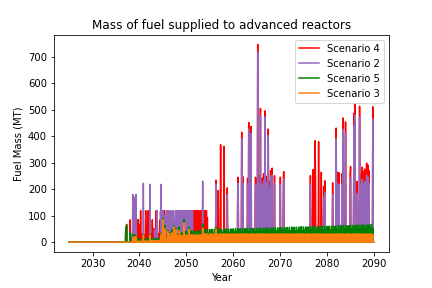 Mass of fuel supplied to advanced reactors
Fuel Mass (MT)
700
600
500
400
300
200
100
0
Scenario 4
Scenario 2
Scenario 5
Scenario 3
2030 2040 2050 2060 2070 2080 2090
Year